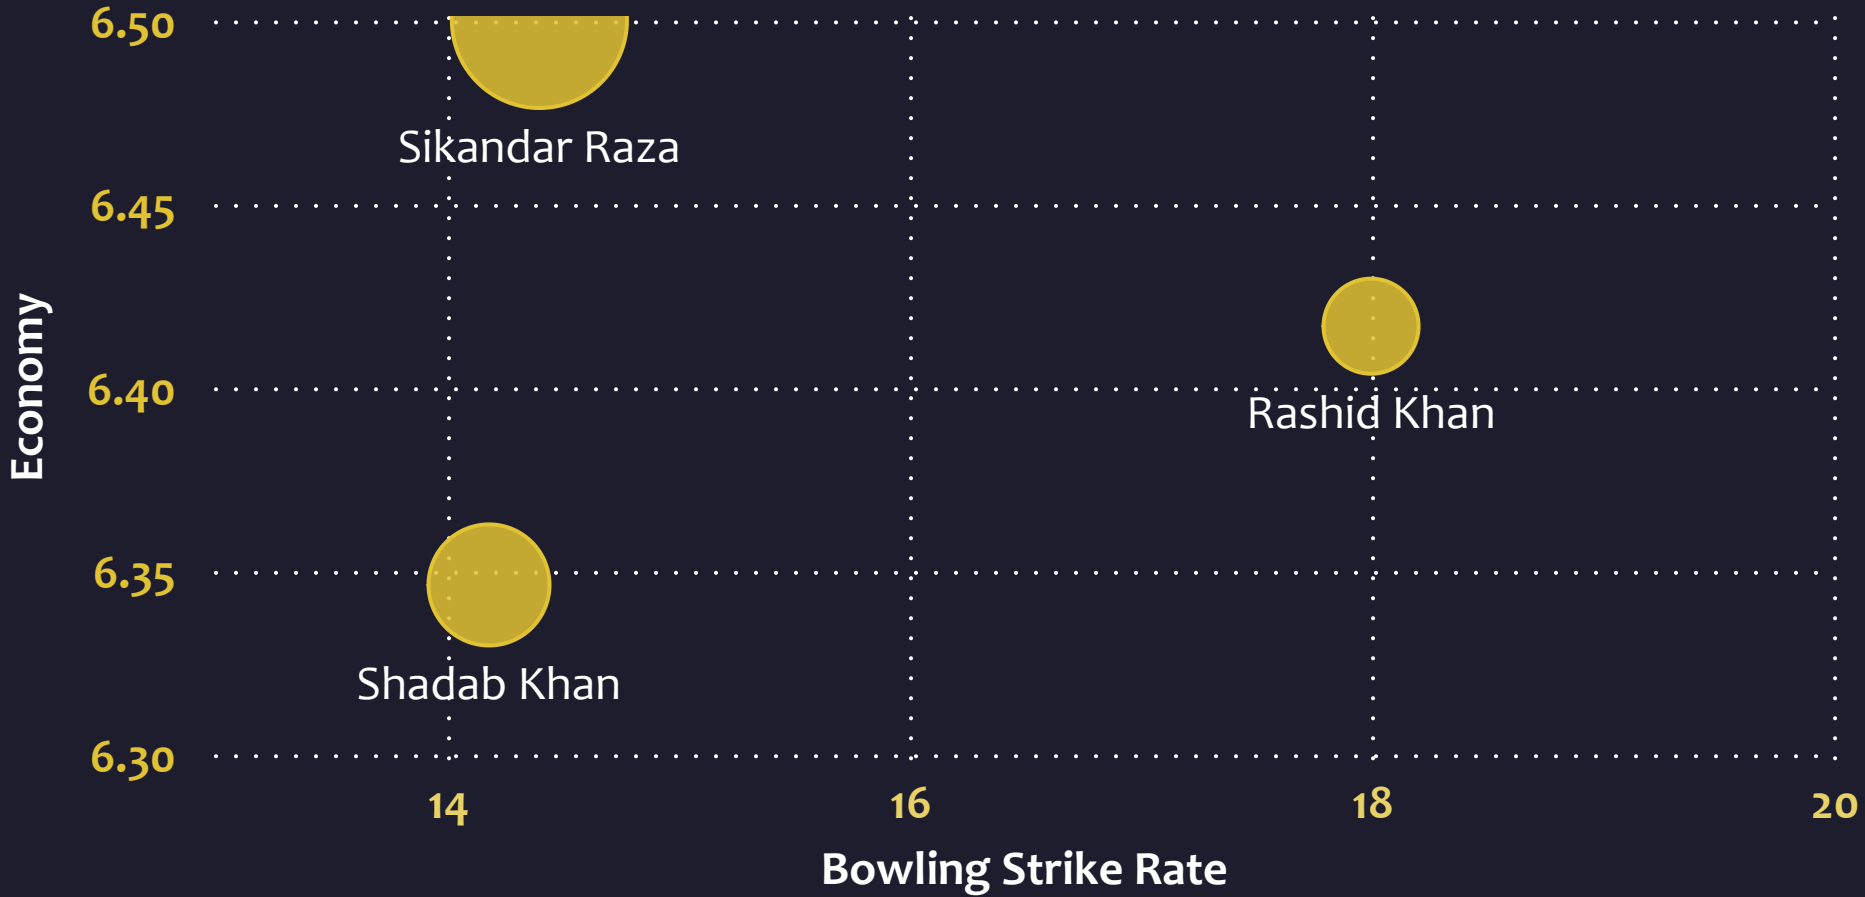 6.50
Sikandar Raza
6.45
Economy
6.40
Rashid Khan
6.35
Shadab Khan
6.30
14 16 18 20
Bowling Strike Rate